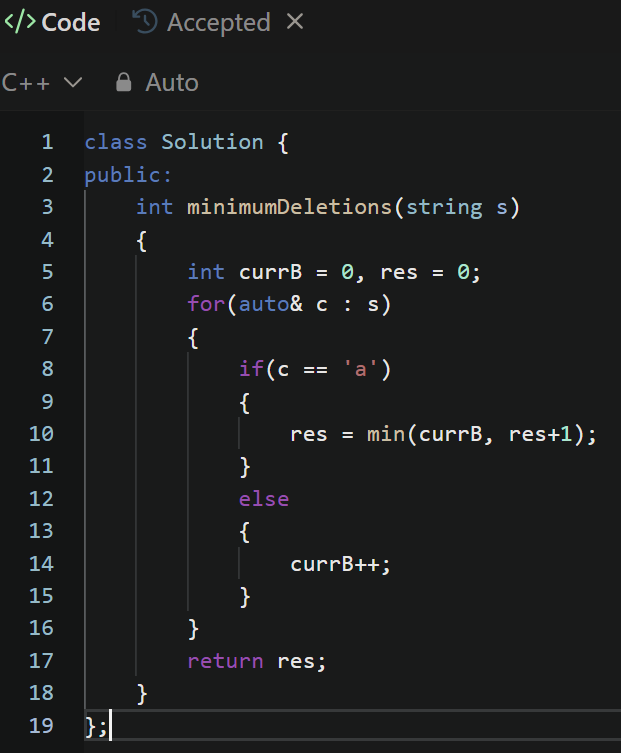 </> Code Accepted ×
C++ Auto
1 class Solution {
2 public:
3     int minimumDeletions(string s)
4     {
5         int currB = 0, res = 0;
6         for(auto& c : s)
7         {
8             if(c == 'a')
9             {
10                 res = min(currB, res+1);
11             }
12             else
13             {
14                 currB++;
15             }
16         }
17         return res;
18     }
19 };